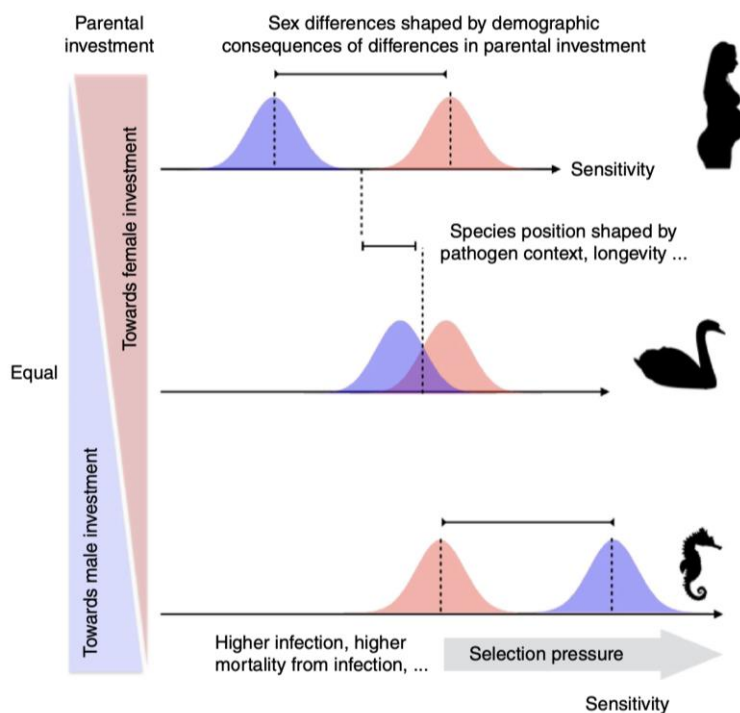 Parental
investment
Sex differences shaped by demographic
consequences of differences in parental investment
Sensitivity
Towards female investment
Species position shaped by
pathogen context, longevity ...
Equal
Towards male investment
Higher infection, higher
mortality from infection, ...
Selection pressure
Sensitivity